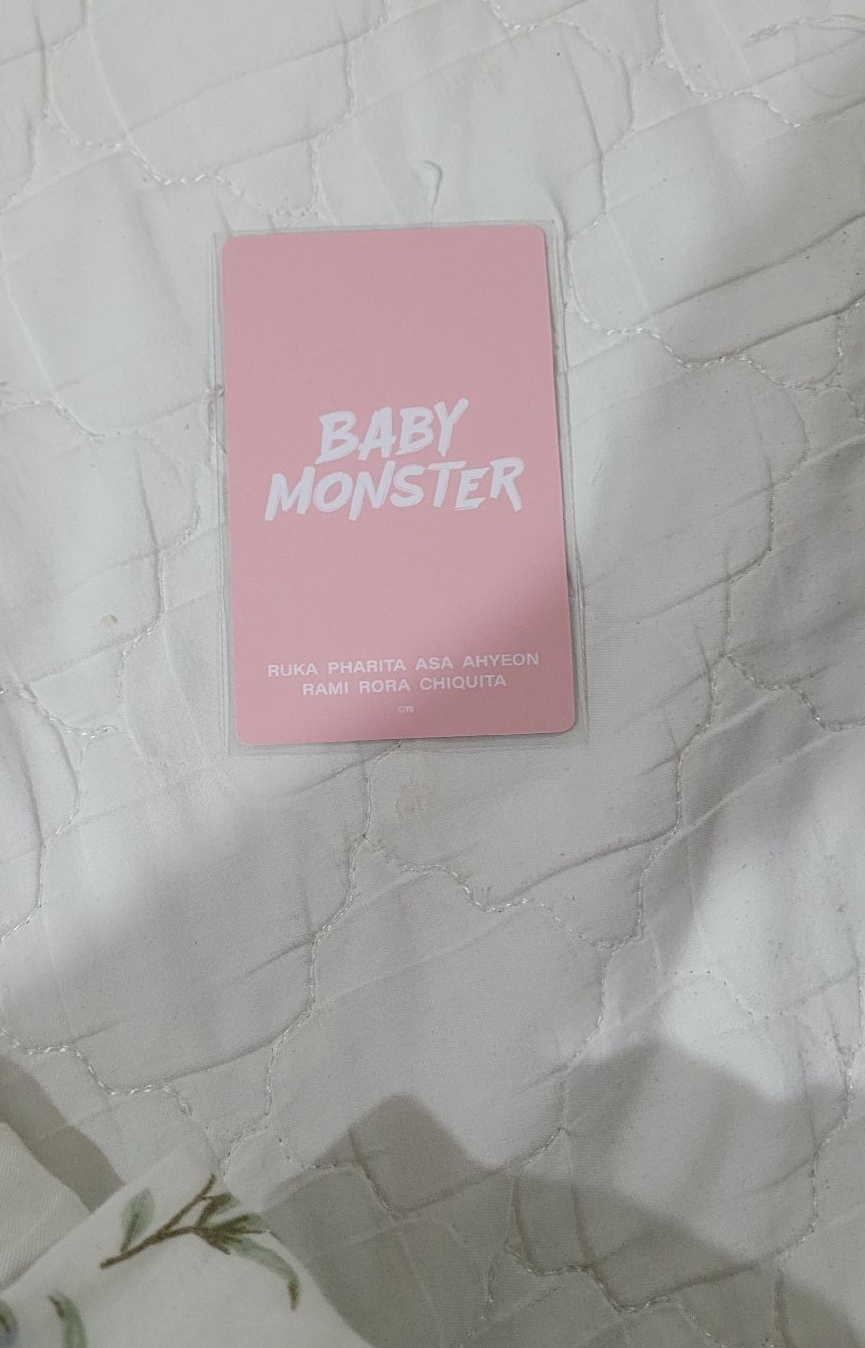 BABY
MONSTER
RUKA PHARITA ASA AHYEON
RAMI RORA CHIQUITA